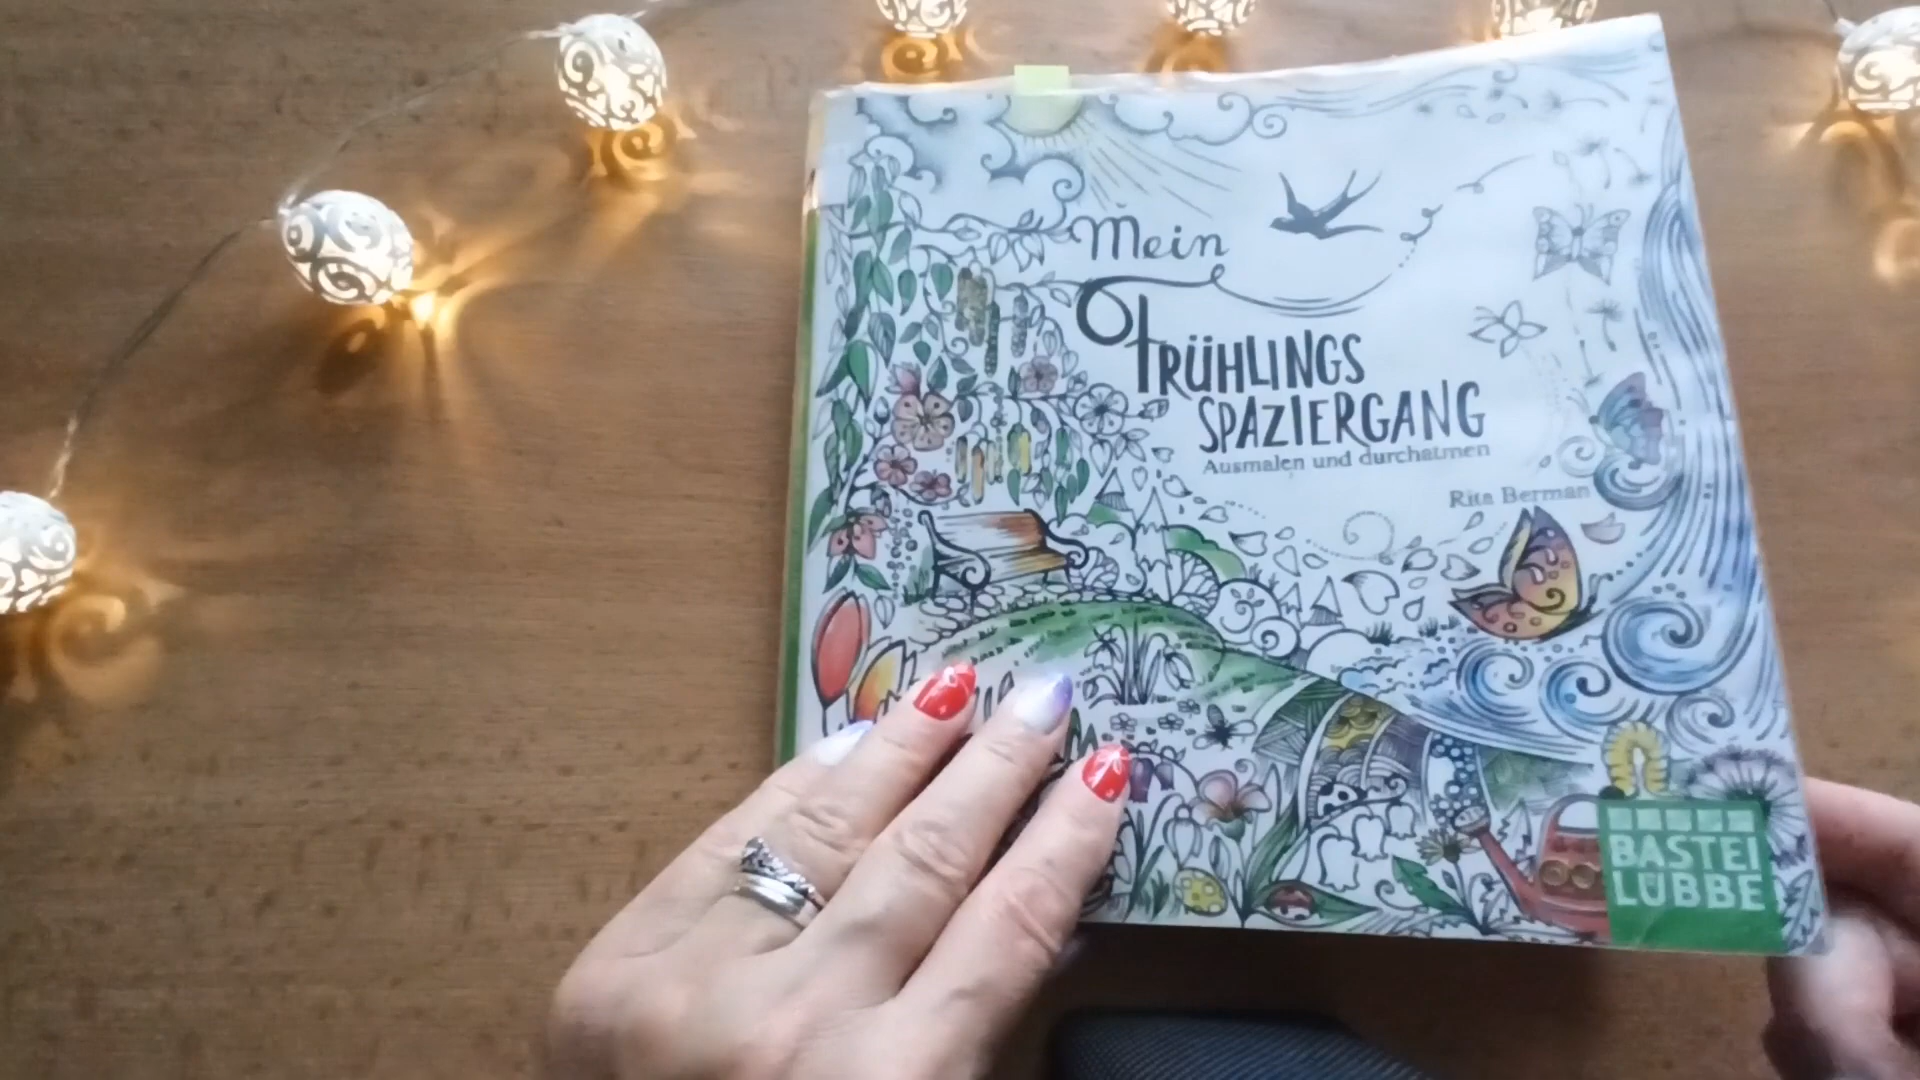 Mein
FRÜHLINGS
SPAZIERGANG
Ausmalen und durchatmen
Rita Berman
BASTEI
LÜBBE